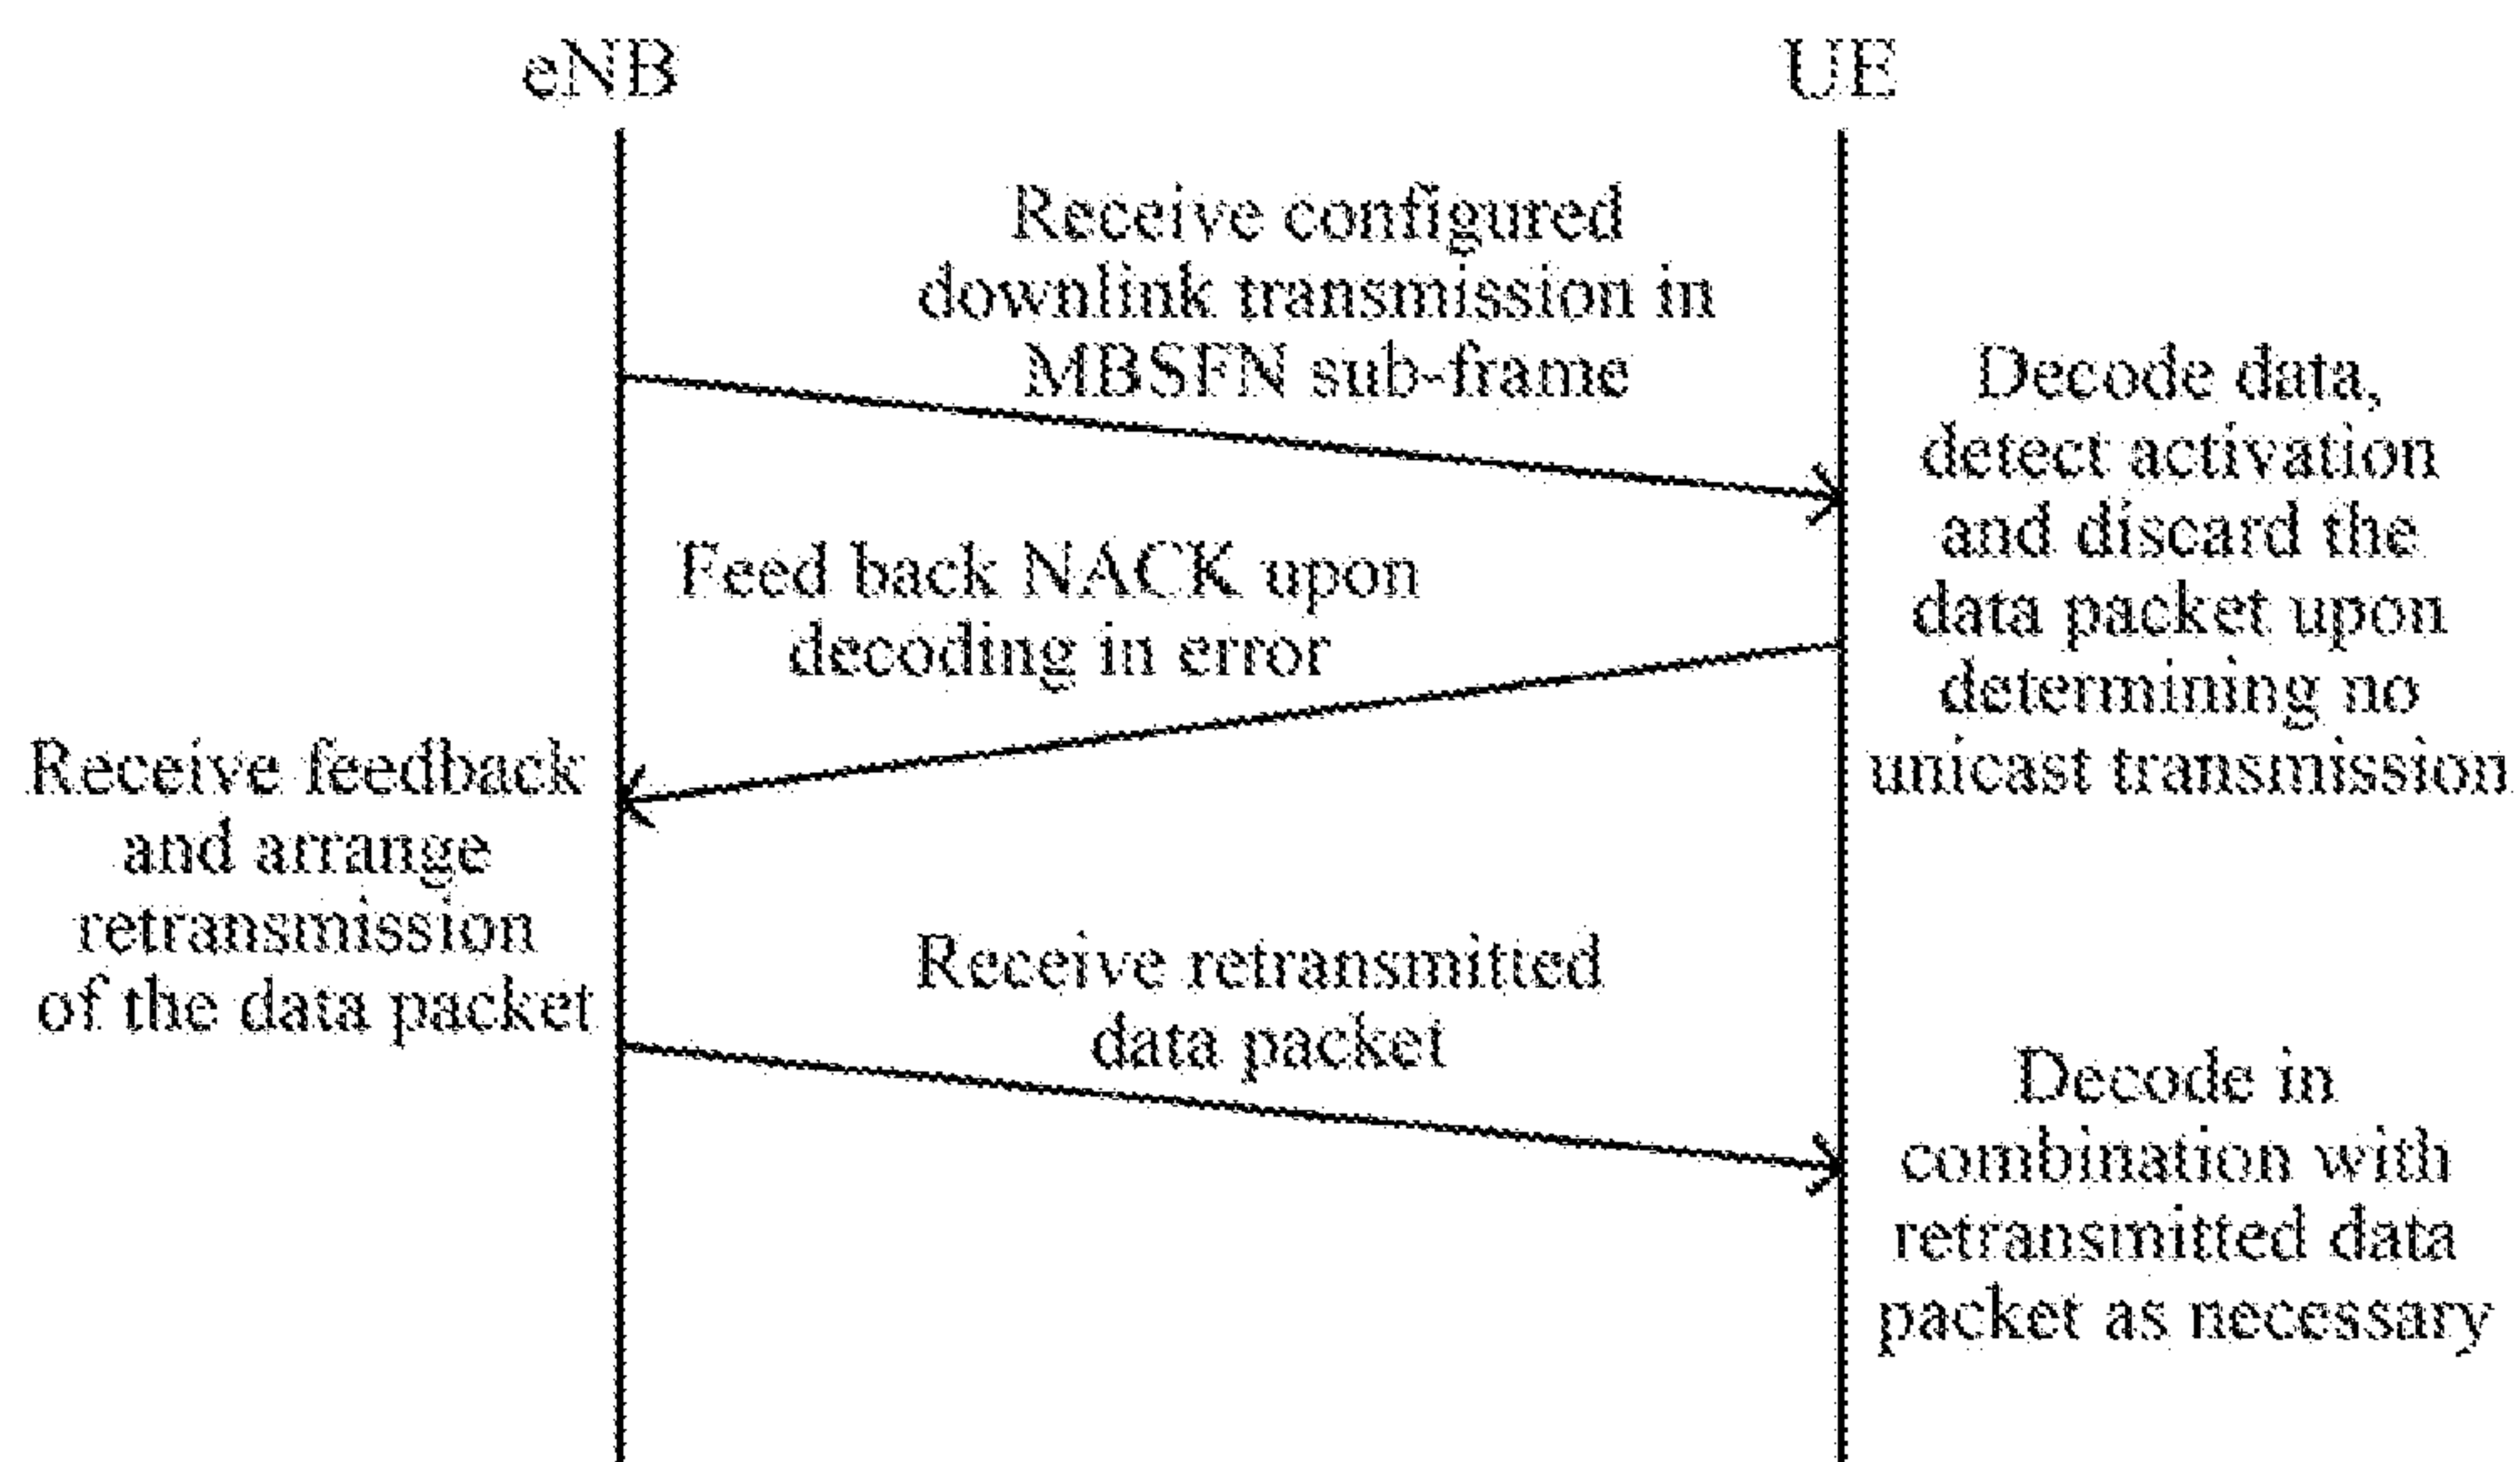 eNB
UE
Receive configured
downlink transmission in
MBSFN sub-frame
Decode data,
detect activation
and discard the
data packet upon
determining no
unicast transmission
Feed back NACK upon
decoding in error
Receive feedback
and arrange
retransmission
of the data packet
Receive retransmitted
data packet
Decode in
combination with
retransmitted data
packet as necessary